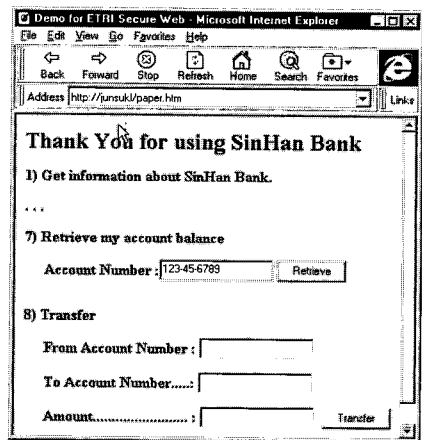 Demo for ETRI Secure Web - Microsoft Internet Explorer
File Edit View Go Favorites Help
Back Forward Stop Refresh Home Search Favorites
Address http://junsukl/paper.htm Links
Thank You for using SinHan Bank
1) Get information about SinHan Bank.
. . .
7) Retrieve my account balance
Account Number : 123-45-6789 Retrieve
8) Transfer
From Account Number :
To Account Number.....:
Amount........................ : Transfer